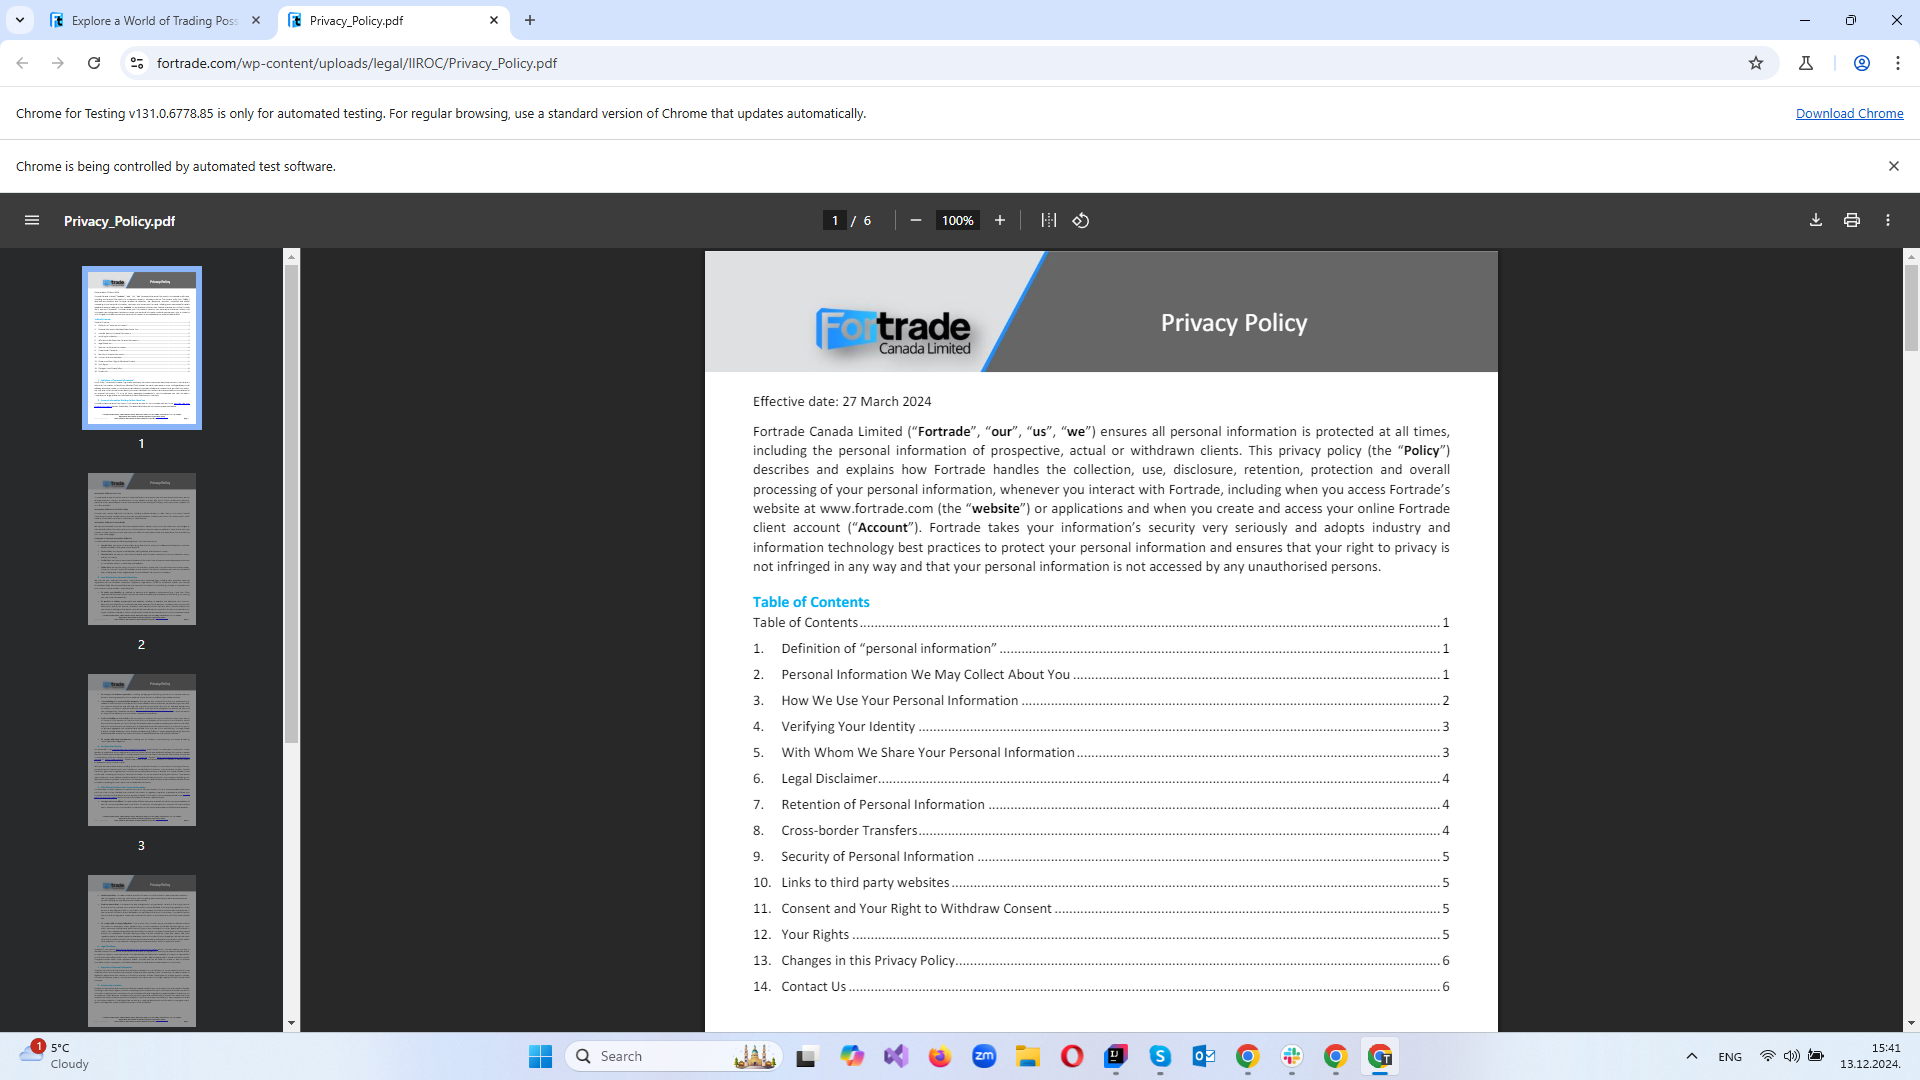 Explore a World of Trading Poss
Privacy_Policy.pdf
fortrade.com/wp-content/uploads/legal/IIROC/Privacy_Policy.pdf
Chrome for Testing v131.0.6778.85 is only for automated testing. For regular browsing, use a standard version of Chrome that updates automatically.
Download Chrome
Chrome is being controlled by automated test software.
Privacy_Policy.pdf
1 / 6
100%
1
2
3
Fortrade
Canada Limited
Privacy Policy
Effective date: 27 March 2024
Fortrade Canada Limited (“Fortrade”, “our”, “us”, “we”) ensures all personal information is protected at all times,
including the personal information of prospective, actual or withdrawn clients. This privacy policy (the “Policy”)
describes and explains how Fortrade handles the collection, use, disclosure, retention, protection and overall
processing of your personal information, whenever you interact with Fortrade, including when you access Fortrade’s
website at www.fortrade.com (the “website”) or applications and when you create and access your online Fortrade
client account (“Account”). Fortrade takes your information’s security very seriously and adopts industry and
information technology best practices to protect your personal information and ensures that your right to privacy is
not infringed in any way and that your personal information is not accessed by any unauthorised persons.
Table of Contents
Table of Contents 1
1. Definition of “personal information” 1
2. Personal Information We May Collect About You 1
3. How We Use Your Personal Information 2
4. Verifying Your Identity 3
5. With Whom We Share Your Personal Information 3
6. Legal Disclaimer 4
7. Retention of Personal Information 4
8. Cross-border Transfers 4
9. Security of Personal Information 5
10. Links to third party websites 5
11. Consent and Your Right to Withdraw Consent 5
12. Your Rights 5
13. Changes in this Privacy Policy 6
14. Contact Us 6
1
5°C
Cloudy
Search
zm
ENG
15:41
13.12.2024.